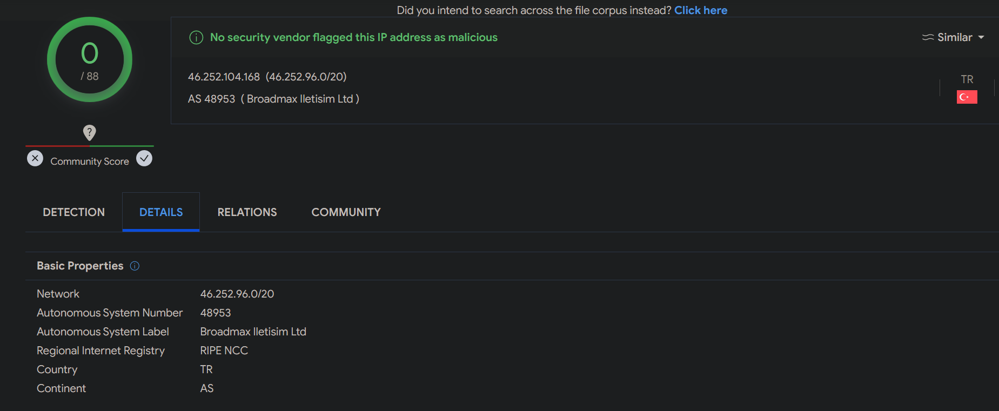 Did you intend to search across the file corpus instead? Click here
0
/ 88
No security vendor flagged this IP address as malicious
Similar
46.252.104.168 (46.252.96.0/20)
AS 48953 ( Broadmax Iletisim Ltd )
TR
?
Community Score
DETECTION
DETAILS
RELATIONS
COMMUNITY
Basic Properties
Network 46.252.96.0/20
Autonomous System Number 48953
Autonomous System Label Broadmax Iletisim Ltd
Regional Internet Registry RIPE NCC
Country TR
Continent AS